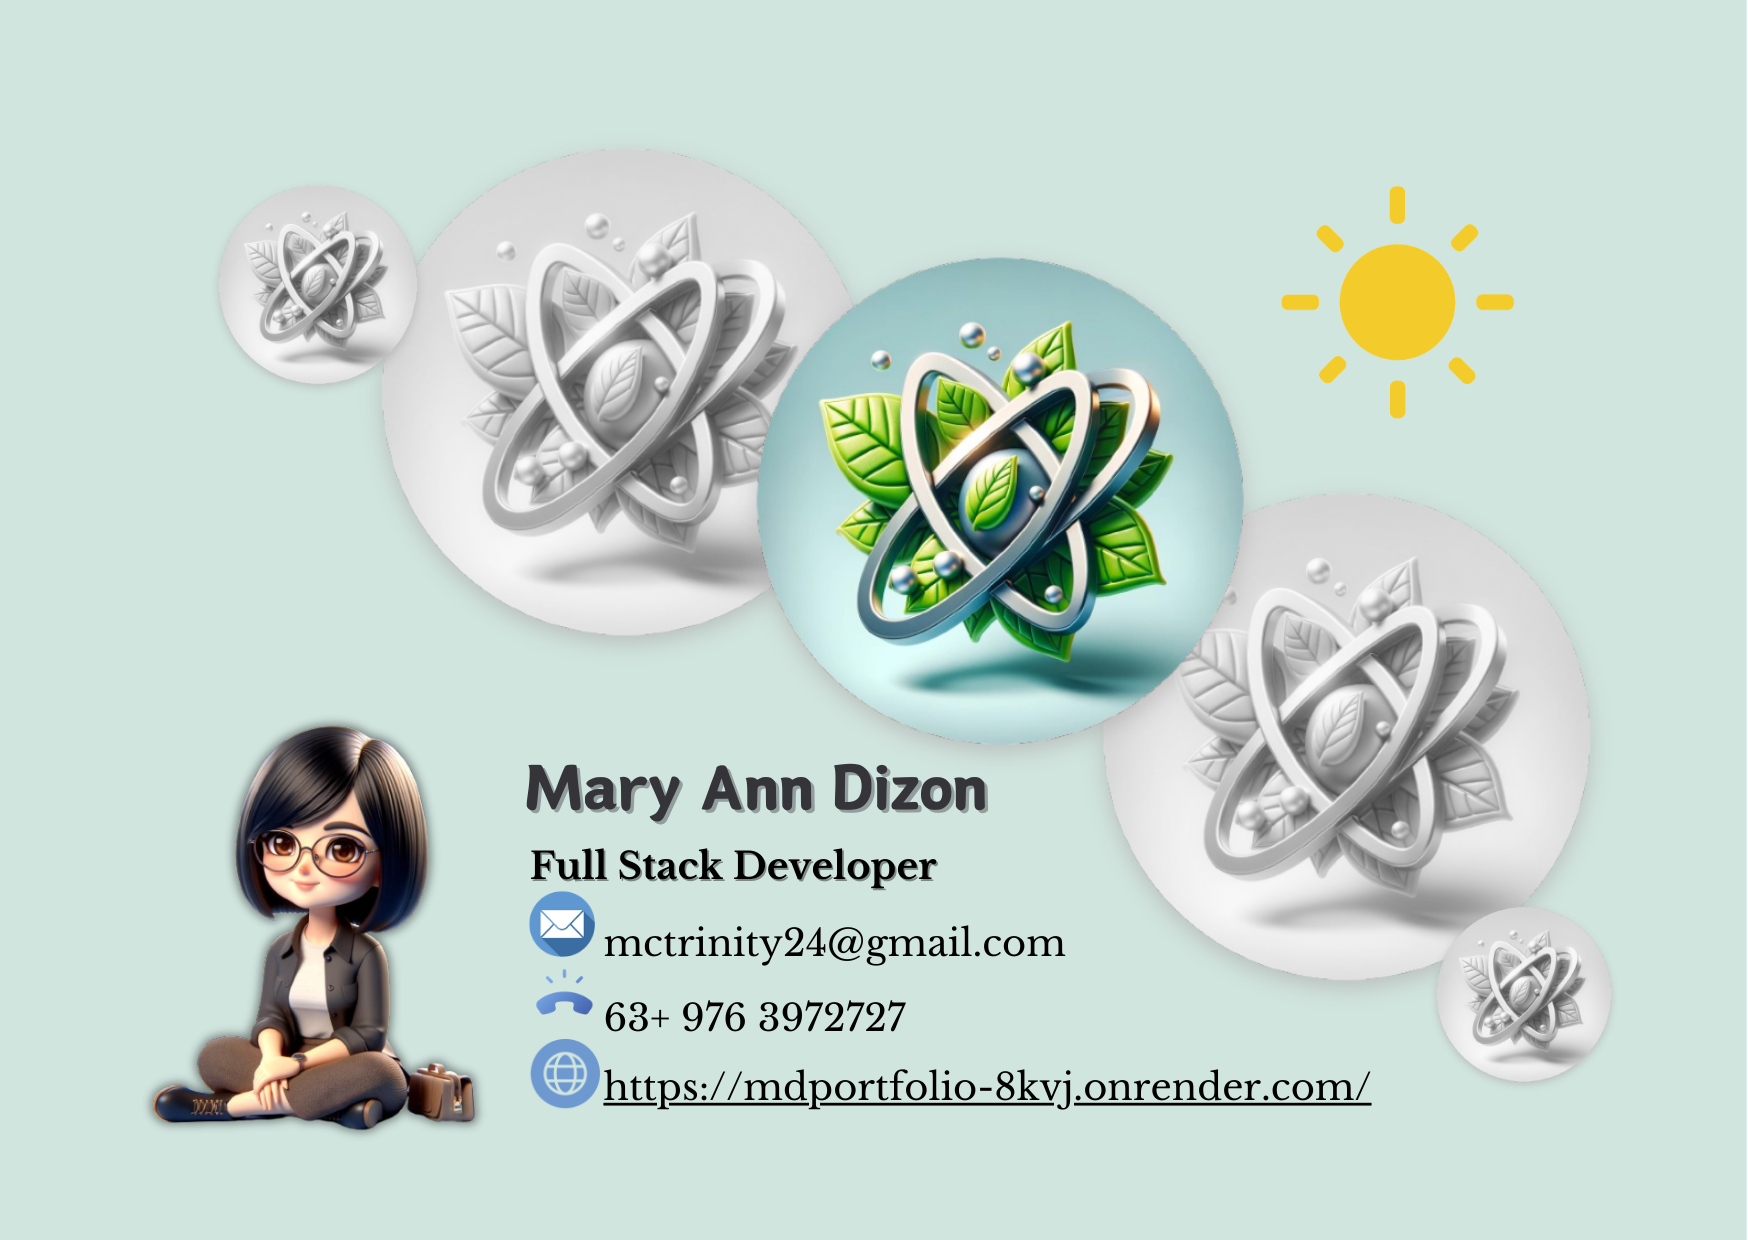 Mary Ann Dizon
Full Stack Developer
mctrinity24@gmail.com
63+ 976 3972727
https://mdportfolio-8kvj.onrender.com/